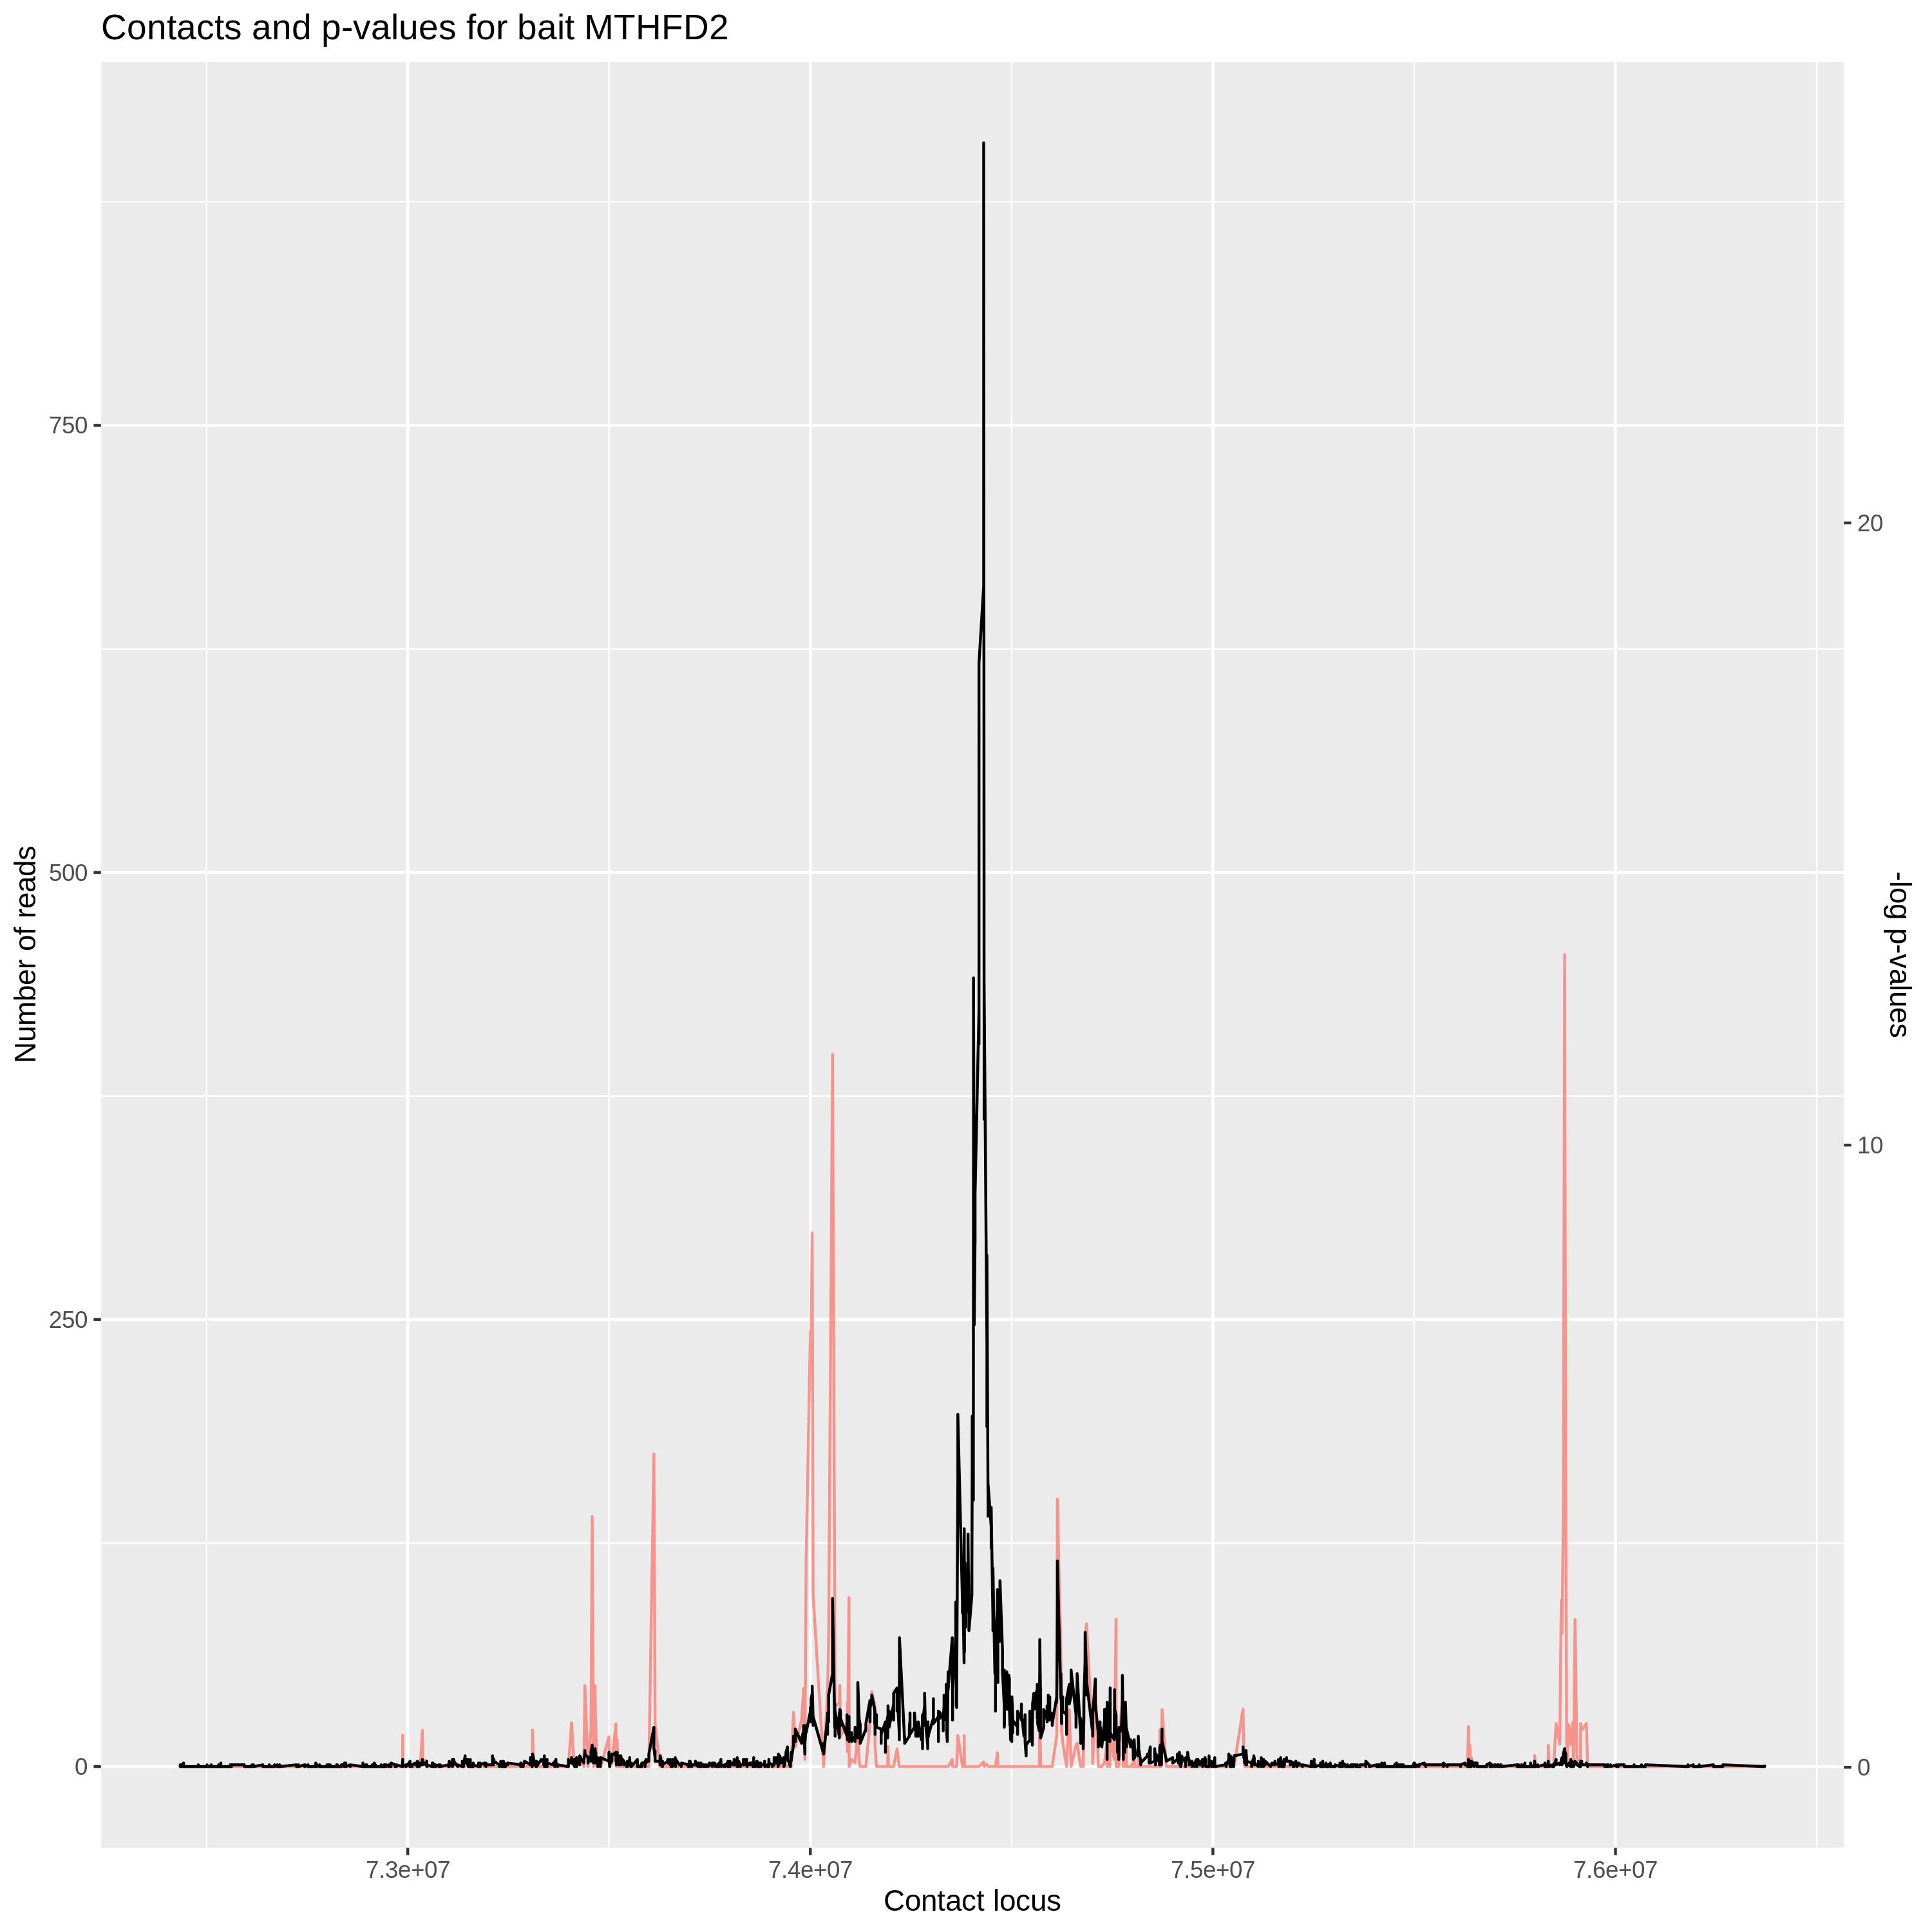 Contacts and p-values for bait MTHFD2
Number of reads
750
500
250
0
20
10
0
-log p-values
7.3e+07
7.4e+07
7.5e+07
7.6e+07
Contact locus